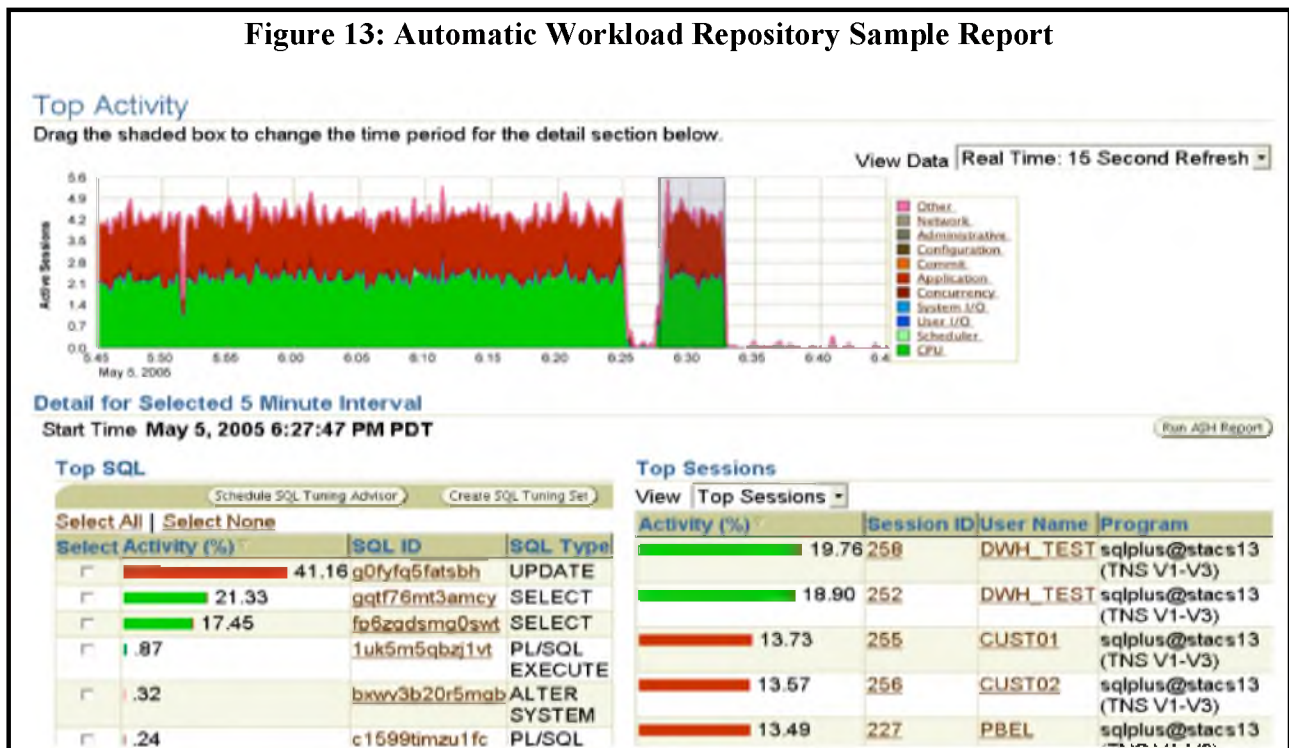 Figure 13: Automatic Workload Repository Sample Report
Top Activity
Drag the shaded box to change the time period for the detail section below.
View Data Real Time: 15 Second Refresh
5.6
4.9
4.2
3.5
2.8
2.1
1.4
0.7
0.0
Active Sessions
5:45 5:50 5:55 6:00 6:05 6:10 6:15 6:20 6:25 6:30 6:35 6:40 6:4
May 5, 2005
Other
Network
Administrative
Configuration
Commit
Application
Concurrency
System I/O
User I/O
Scheduler
CPU
Detail for Selected 5 Minute Interval
Start Time May 5, 2005 6:27:47 PM PDT
Run ASH Report
Top SQL
Schedule SQL Tuning Advisor Create SQL Tuning Set
Select All | Select None
Select Activity (%) SQL ID SQL Type
41.16 g0fyfq5fatsbh UPDATE
21.33 gqtf76mt3amcy SELECT
17.45 fp6zgdsmg0swt SELECT
.87 1uk5m5qbzj1vt PL/SQL EXECUTE
.32 bxwv3b20r5mgb ALTER SYSTEM
.24 c1599timzu1fc PL/SQL
Top Sessions
View Top Sessions
Activity (%) Session ID User Name Program
19.76 258 DWH_TEST sqlplus@stacs13
(TNS V1-V3)
18.90 252 DWH_TEST sqlplus@stacs13
(TNS V1-V3)
13.73 255 CUST01 sqlplus@stacs13
(TNS V1-V3)
13.57 256 CUST02 sqlplus@stacs13
(TNS V1-V3)
13.49 227 PBEL sqlplus@stacs13